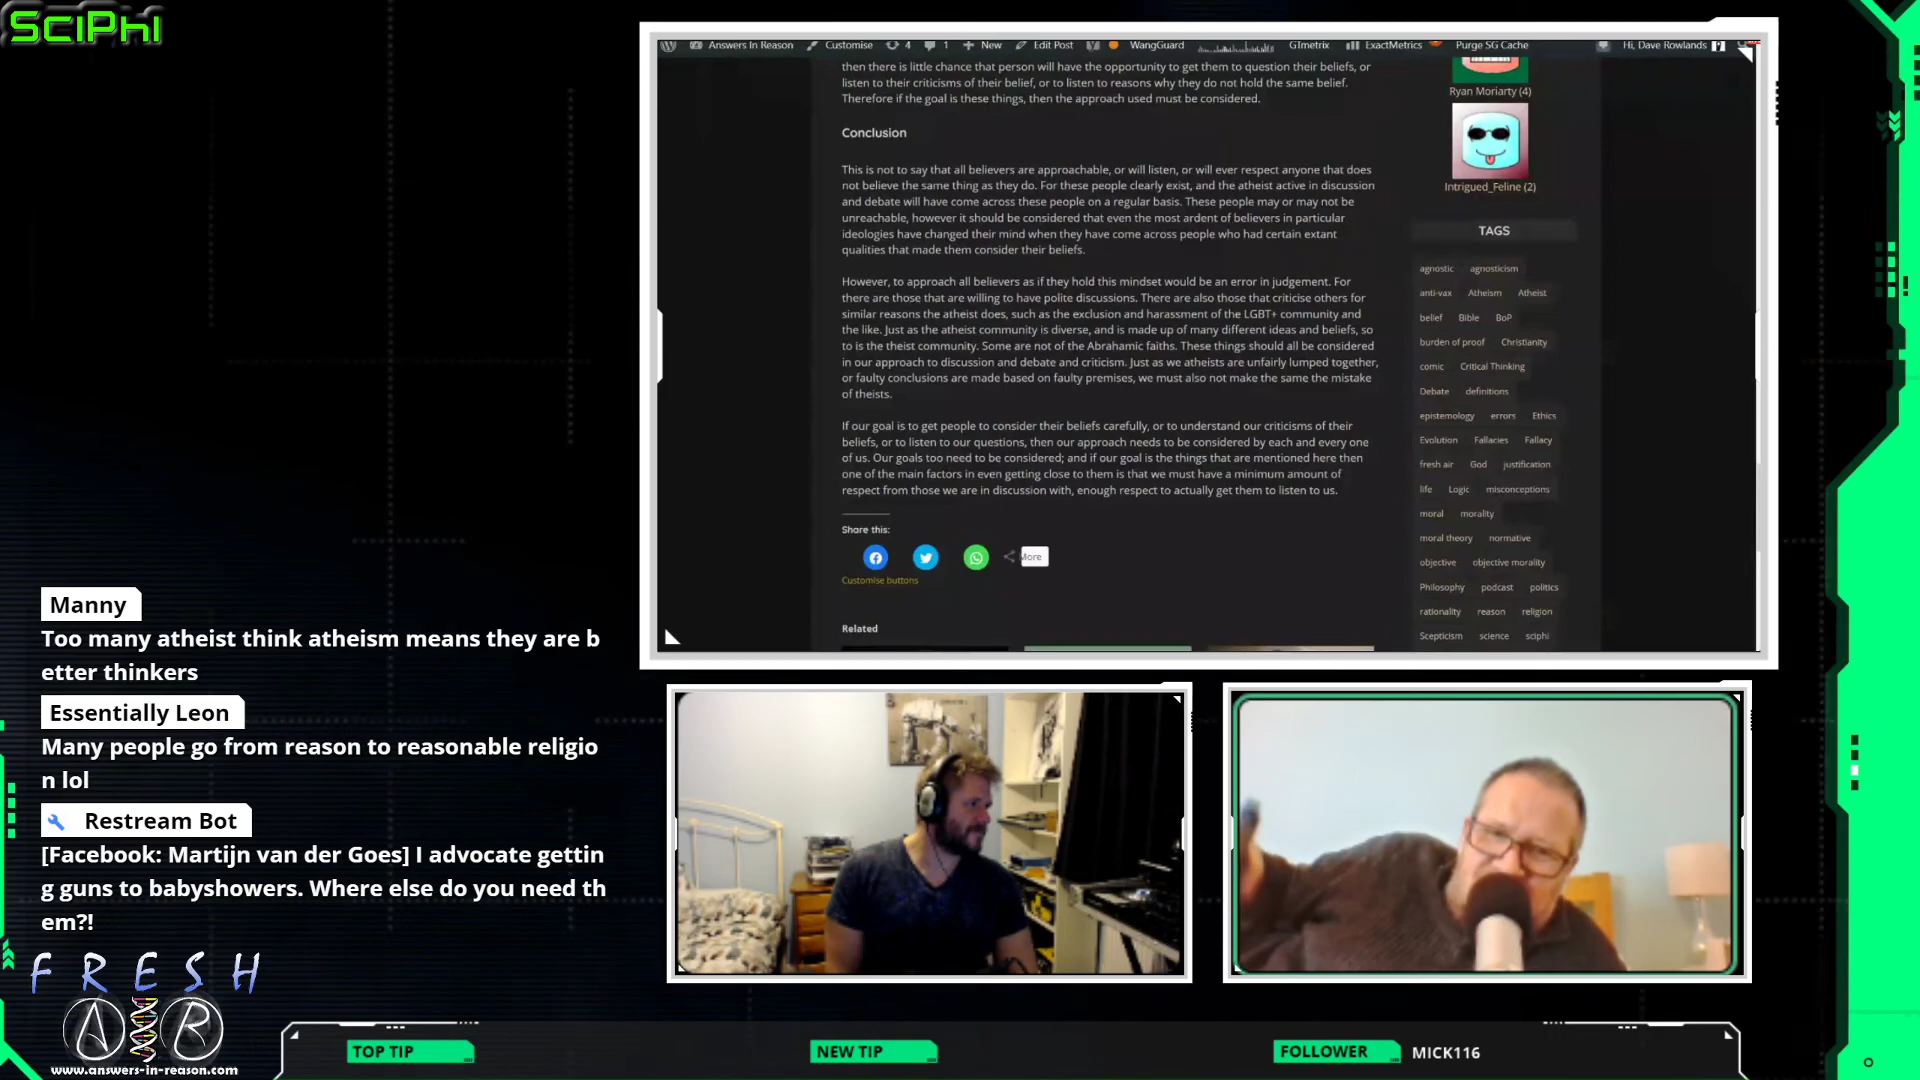 SciPhi
Answers In Reason Customise 4 1 New Edit Post WangGuard GTmetrix ExactMetrics Purge SG Cache Hi, Dave Rowlands
then there is little chance that person will have the opportunity to get them to question their beliefs, or
listen to their criticisms of their belief, or to listen to reasons why they do not hold the same belief.
Therefore if the goal is these things, then the approach used must be considered.
Conclusion
This is not to say that all believers are approachable, or will listen, or will ever respect anyone that does
not believe the same thing as they do. For these people clearly exist, and the atheist active in discussion
and debate will have come across these people on a regular basis. These people may or may not be
unreachable, however it should be considered that even the most ardent of believers in particular
ideologies have changed their mind when they have come across people who had certain extant
qualities that made them consider their beliefs.
However, to approach all believers as if they hold this mindset would be an error in judgement. For
there are those that are willing to have polite discussions. There are also those that criticise others for
similar reasons the atheist does, such as the exclusion and harassment of the LGBT+ community and
the like. Just as the atheist community is diverse, and is made up of many different ideas and beliefs, so
to is the theist community. Some are not of the Abrahamic faiths. These things should all be considered
in our approach to discussion and debate and criticism. Just as we atheists are unfairly lumped together,
or faulty conclusions are made based on faulty premises, we must also not make the same the mistake
of theists.
If our goal is to get people to consider their beliefs carefully, or to understand our criticisms of their
beliefs, or to listen to our questions, then our approach needs to be considered by each and every one
of us. Our goals too need to be considered; and if our goal is the things that are mentioned here then
one of the main factors in even getting close to them is that we must have a minimum amount of
respect from those we are in discussion with, enough respect to actually get them to listen to us.
Share this:
More
Customise buttons
Related
Ryan Moriarty (4)
Intrigued_Feline (2)
TAGS
agnostic agnosticism
anti-vax Atheism Atheist
belief Bible BoP
burden of proof Christianity
comic Critical Thinking
Debate definitions
epistemology errors Ethics
Evolution Fallacies Fallacy
fresh air God justification
life Logic misconceptions
moral morality
moral theory normative
objective objective morality
Philosophy podcast politics
rationality reason religion
Scepticism science sciphi
Manny
Too many atheist think atheism means they are b
etter thinkers
Essentially Leon
Many people go from reason to reasonable religio
n lol
Restream Bot
[Facebook: Martijn van der Goes] I advocate gettin
g guns to babyshowers. Where else do you need th
em?!
FRESH
AiR
www.answers-in-reason.com
TOP TIP
NEW TIP
FOLLOWER MICK116